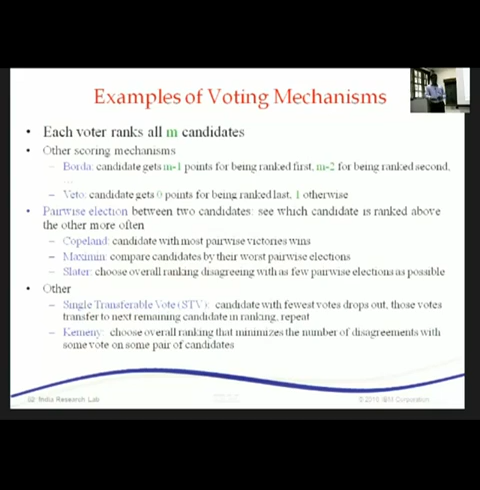 Examples of Voting Mechanisms
• Each voter ranks all m candidates
• Other scoring mechanisms
– Borda: candidate gets m-1 points for being ranked first, m-2 for being ranked second,
…
– Veto: candidate gets 0 points for being ranked last, 1 otherwise
• Pairwise election between two candidates: see which candidate is ranked above
the other more often
– Copeland: candidate with most pairwise victories wins
– Maximin: compare candidates by their worst pairwise elections
– Slater: choose overall ranking disagreeing with as few pairwise elections as possible
• Other
– Single Transferable Vote (STV): candidate with fewest votes drops out, those votes
transfer to next remaining candidate in ranking, repeat
– Kemeny: choose overall ranking that minimizes the number of disagreements with
some vote on some pair of candidates
India Research Lab
© 2010 IBM Corporation